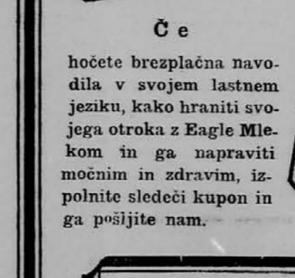 Če
hočete brezplačna navo-
dila v svojem lastnem
jeziku, kako hraniti svo-
jega otroka z Eagle Mle-
kom in ga napraviti
močnim in zdravim, iz-
polnite sledeči kupon in
ga pošljite nam.